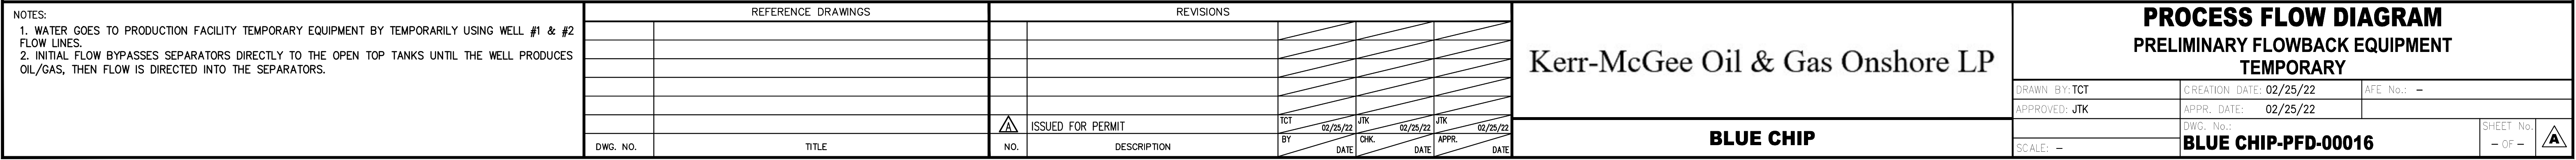 NOTES:
1. WATER GOES TO PRODUCTION FACILITY TEMPORARY EQUIPMENT BY TEMPORARILY USING WELL #1 & #2
FLOW LINES.
2. INITIAL FLOW BYPASSES SEPARATORS DIRECTLY TO THE OPEN TOP TANKS UNTIL THE WELL PRODUCES
OIL/GAS, THEN FLOW IS DIRECTED INTO THE SEPARATORS.
REFERENCE DRAWINGS
DWG. NO. TITLE
REVISIONS
A ISSUED FOR PERMIT TCT 02/25/22 JTK 02/25/22 JTK 02/25/22
NO. DESCRIPTION BY DATE CHK. DATE APPR. DATE
Kerr-McGee Oil & Gas Onshore LP
BLUE CHIP
PROCESS FLOW DIAGRAM
PRELIMINARY FLOWBACK EQUIPMENT
TEMPORARY
DRAWN BY: TCT CREATION DATE: 02/25/22 AFE No.: –
APPROVED: JTK APPR. DATE: 02/25/22
DWG. No.: SHEET No.
SCALE: – BLUE CHIP-PFD-00016 – OF – A